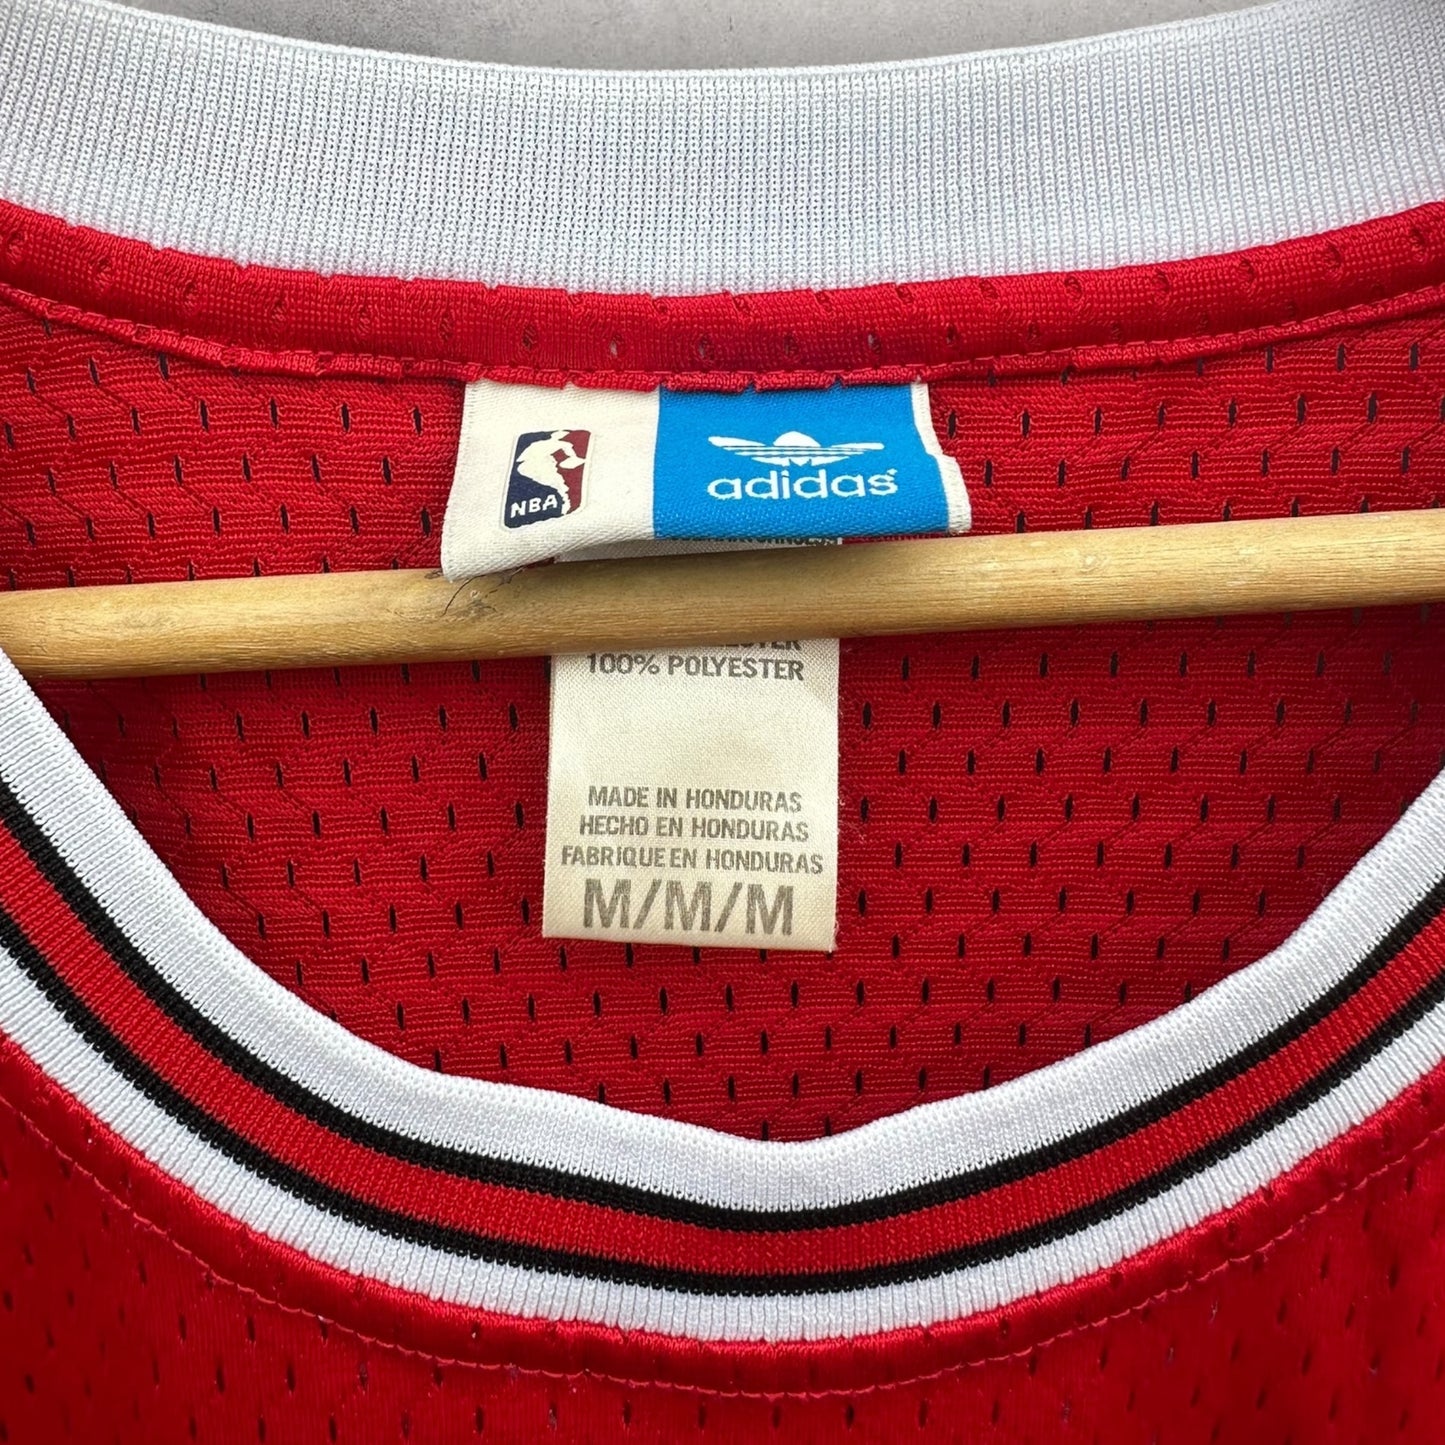 NBA
adidas
100% POLYESTER
MADE IN HONDURAS
HECHO EN HONDURAS
FABRIQUE EN HONDURAS
M/M/M